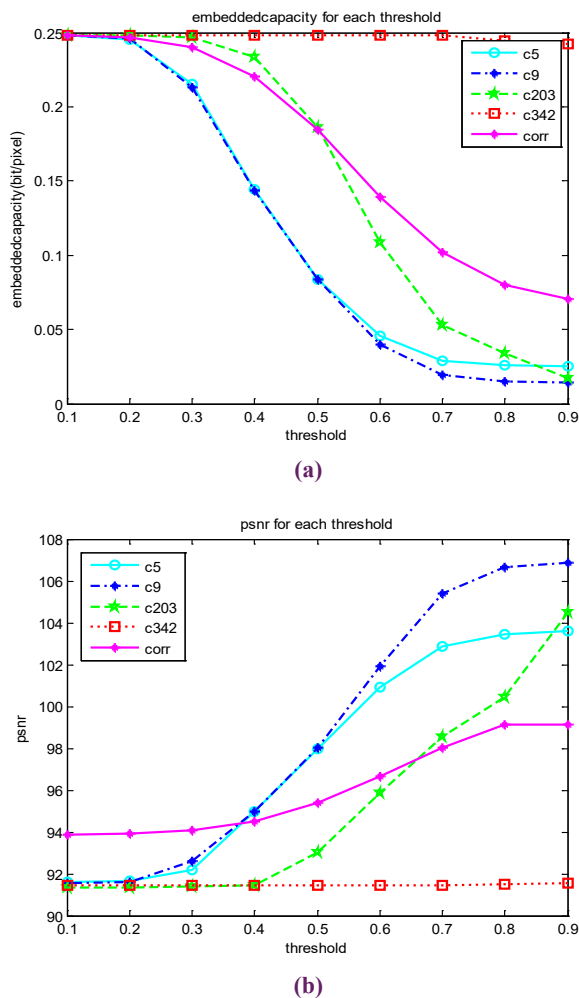 embeddedcapacity for each threshold
0.25
0.2
0.15
0.1
0.05
0
embeddedcapacity(bit/pixel)
c5
c9
c203
c342
corr
0.1 0.2 0.3 0.4 0.5 0.6 0.7 0.8 0.9
threshold
(a)
psnr for each threshold
108
106
104
102
100
98
96
94
92
90
psnr
c5
c9
c203
c342
corr
0.1 0.2 0.3 0.4 0.5 0.6 0.7 0.8 0.9
threshold
(b)